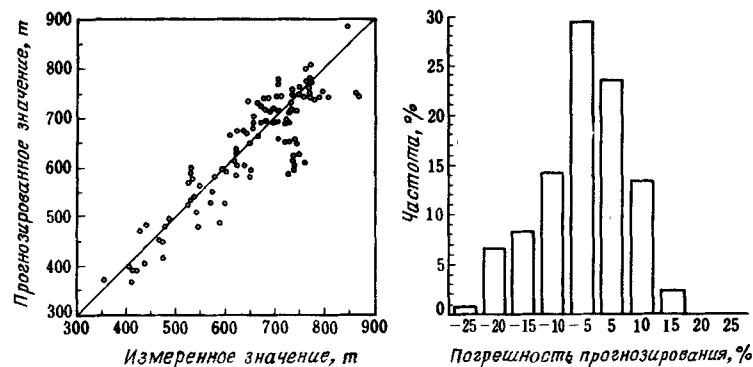 Прогнозированное значение, т
900
800
700
600
500
400
300
300 400 500 600 700 800 900
Измеренное значение, т
Частота, %
30
25
20
15
10
5
0
-25 -20 -15 -10 -5 5 10 15 20 25
Погрешность прогнозирования, %